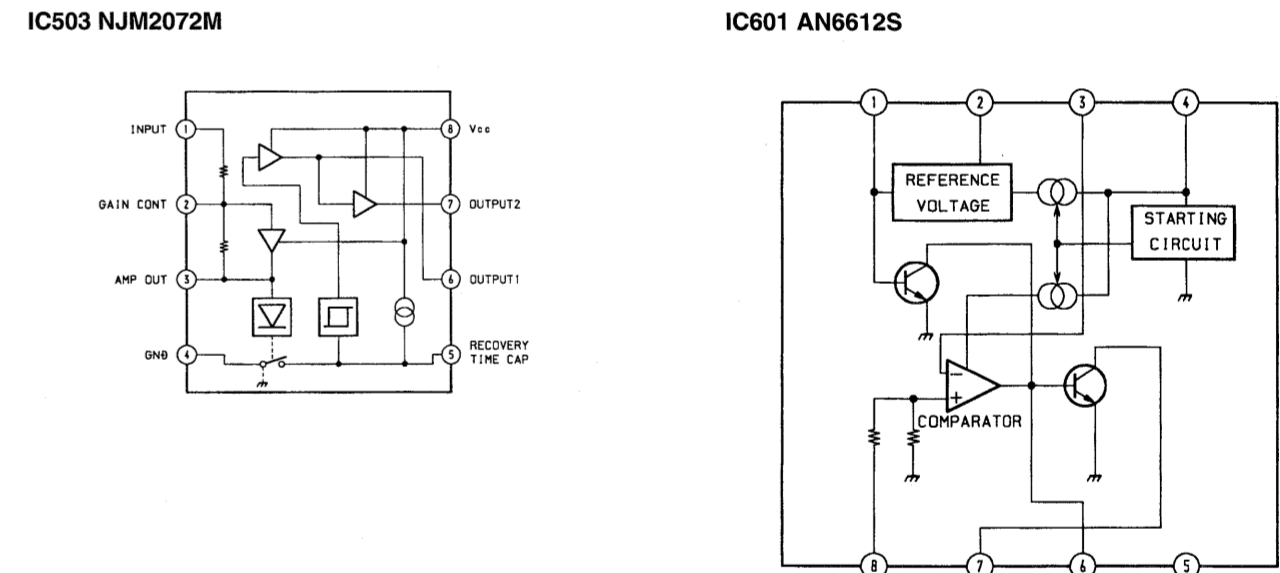 IC503 NJM2072M
INPUT 1
GAIN CONT 2
AMP OUT 3
GND 4
8 Vcc
7 OUTPUT2
6 OUTPUT1
5 RECOVERY
TIME CAP
IC601 AN6612S
1 2 3 4
REFERENCE
VOLTAGE
STARTING
CIRCUIT
COMPARATOR
8 7 6 5